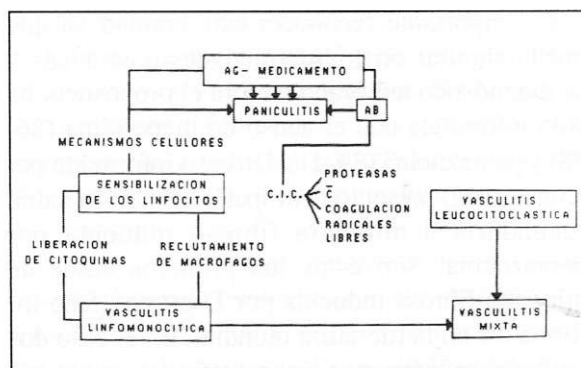 AG- MEDICAMENTO
PANICULITIS
AB
MECANISMOS CELULORES
SENSIBILIZACION
DE LOS LINFOCITOS
C.I.C.
PROTEASAS
C̅
COAGULACION
RADICALES
LIBRES
VASCULITIS
LEUCOCITOCLASTICA
LIBERACION
DE CITOQUINAS
RECLUTAMIENTO
DE MACROFAGOS
VASCULITIS
LINFOMONOCITICA
VASCULILTIS
MIXTA